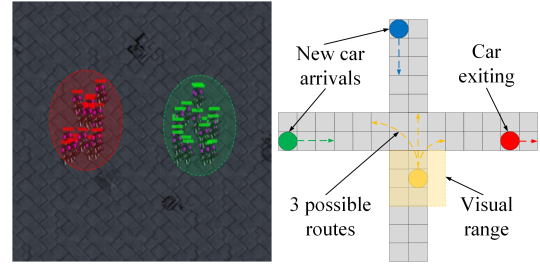 New car
arrivals
Car
exiting
3 possible
routes
Visual
range